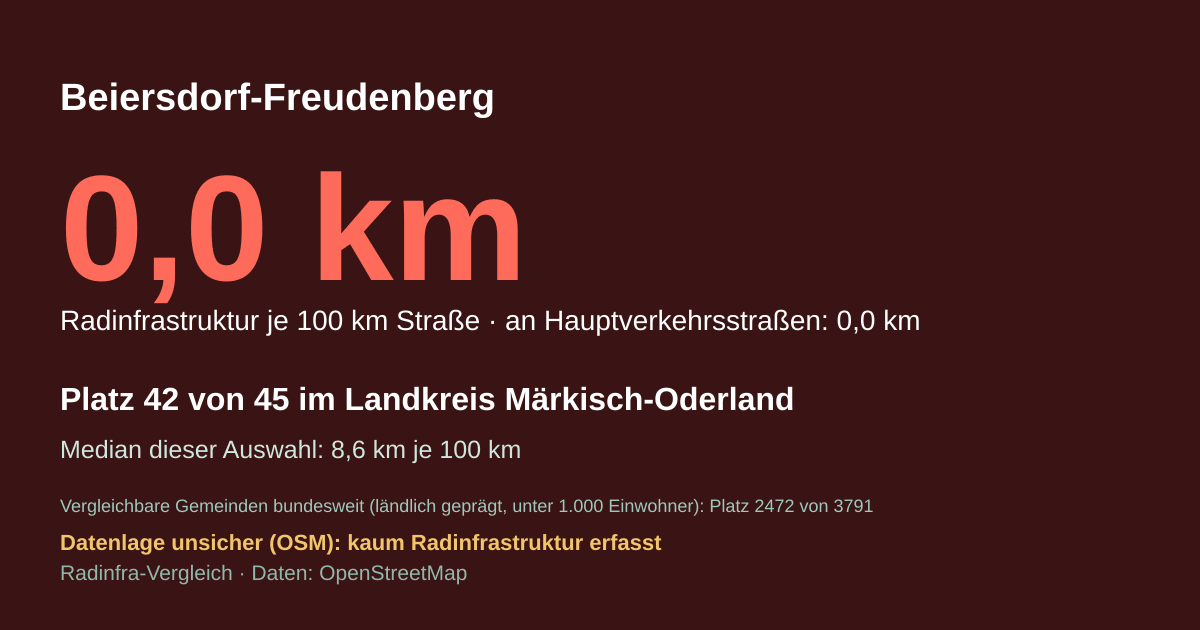 Beiersdorf-Freudenberg
0,0 km
Radinfrastruktur je 100 km Straße · an Hauptverkehrsstraßen: 0,0 km
Platz 42 von 45 im Landkreis Märkisch-Oderland
Median dieser Auswahl: 8,6 km je 100 km
Vergleichbare Gemeinden bundesweit (ländlich geprägt, unter 1.000 Einwohner): Platz 2472 von 3791
Datenlage unsicher (OSM): kaum Radinfrastruktur erfasst
Radinfra-Vergleich · Daten: OpenStreetMap